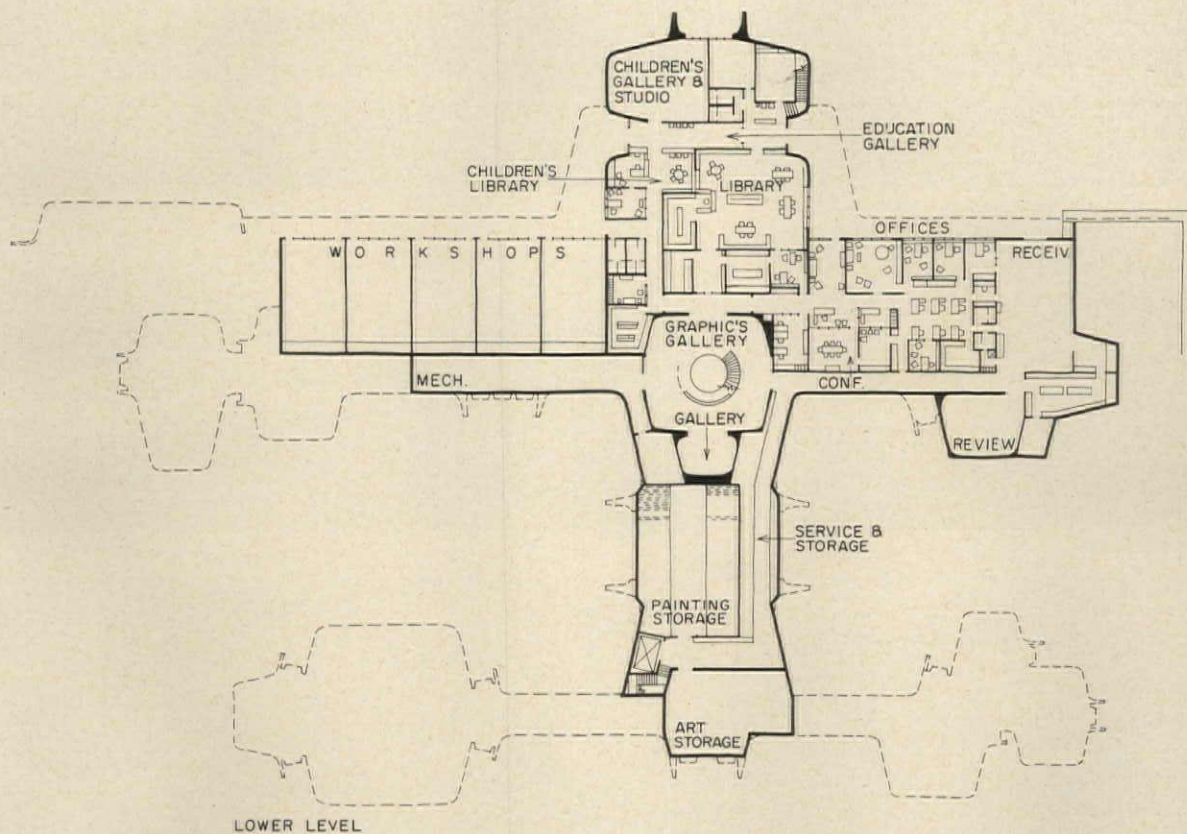 CHILDREN'S
GALLERY &
STUDIO
EDUCATION
GALLERY
CHILDREN'S
LIBRARY
LIBRARY
OFFICES
WORKSHOPS
RECEIV.
GRAPHIC'S
GALLERY
MECH.
CONF.
GALLERY
REVIEW
SERVICE &
STORAGE
PAINTING
STORAGE
ART
STORAGE
LOWER LEVEL